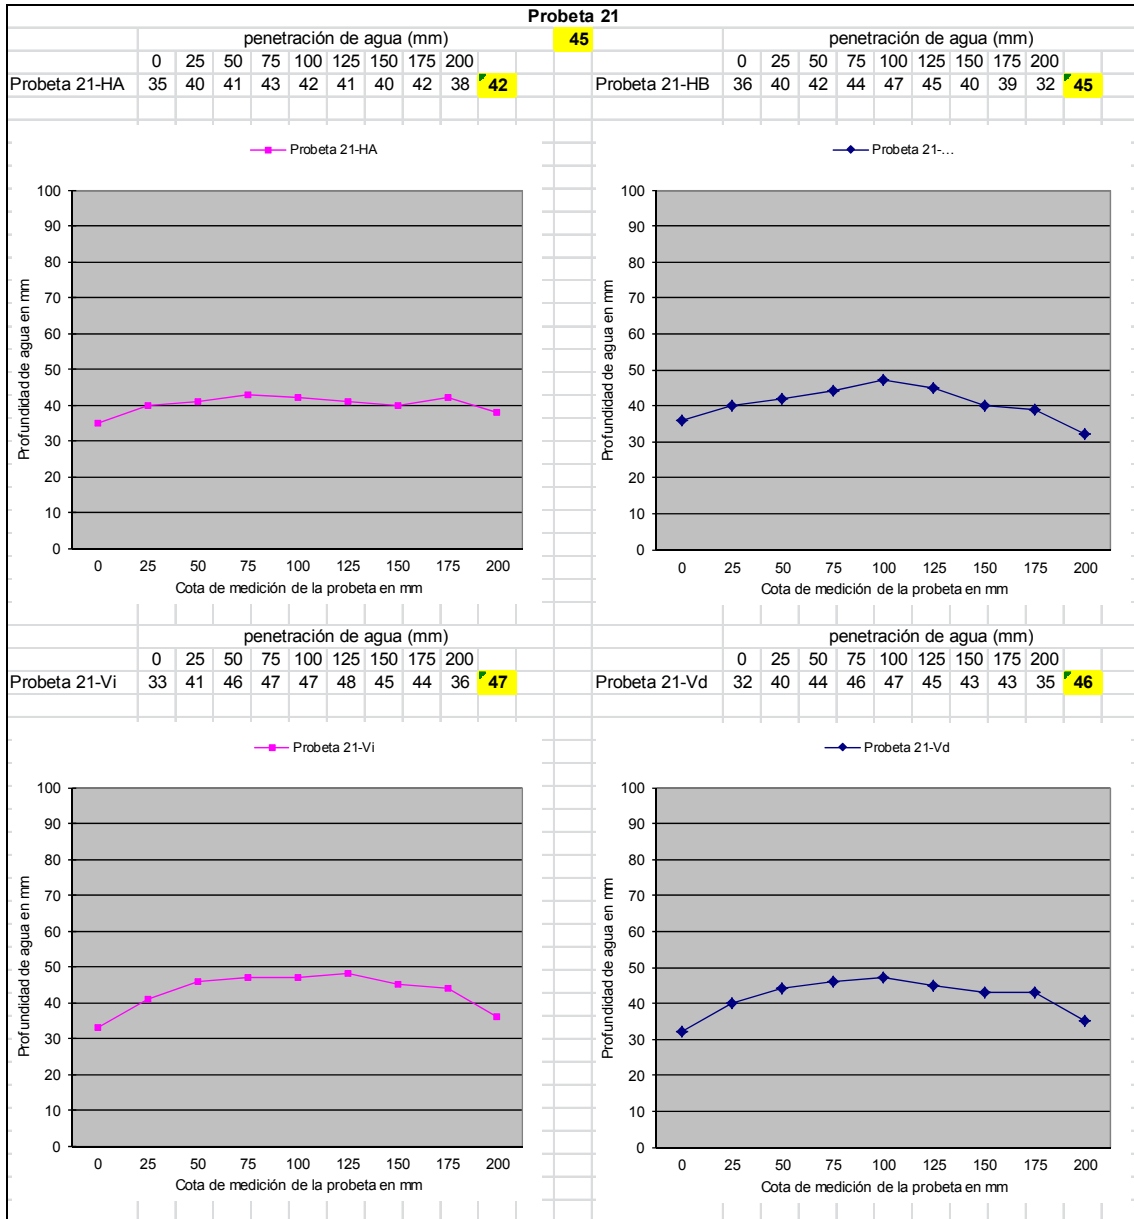 Probeta 21
penetración de agua (mm) 45 penetración de agua (mm)
0 25 50 75 100 125 150 175 200 0 25 50 75 100 125 150 175 200
Probeta 21-HA 35 40 41 43 42 41 40 42 38 42 Probeta 21-HB 36 40 42 44 47 45 40 39 32 45
Probeta 21-HA
Profundidad de agua en mm
100
90
80
70
60
50
40
30
20
10
0
0 25 50 75 100 125 150 175 200
Cota de medición de la probeta en mm
Probeta 21-...
Profundidad de agua en mm
100
90
80
70
60
50
40
30
20
10
0
0 25 50 75 100 125 150 175 200
Cota de medición de la probeta en mm
penetración de agua (mm) penetración de agua (mm)
0 25 50 75 100 125 150 175 200 0 25 50 75 100 125 150 175 200
Probeta 21-Vi 33 41 46 47 47 48 45 44 36 47 Probeta 21-Vd 32 40 44 46 47 45 43 43 35 46
Probeta 21-Vi
Profundidad de agua en mm
100
90
80
70
60
50
40
30
20
10
0
0 25 50 75 100 125 150 175 200
Cota de medición de la probeta en mm
Probeta 21-Vd
Profundidad de agua en mm
100
90
80
70
60
50
40
30
20
10
0
0 25 50 75 100 125 150 175 200
Cota de medición de la probeta en mm